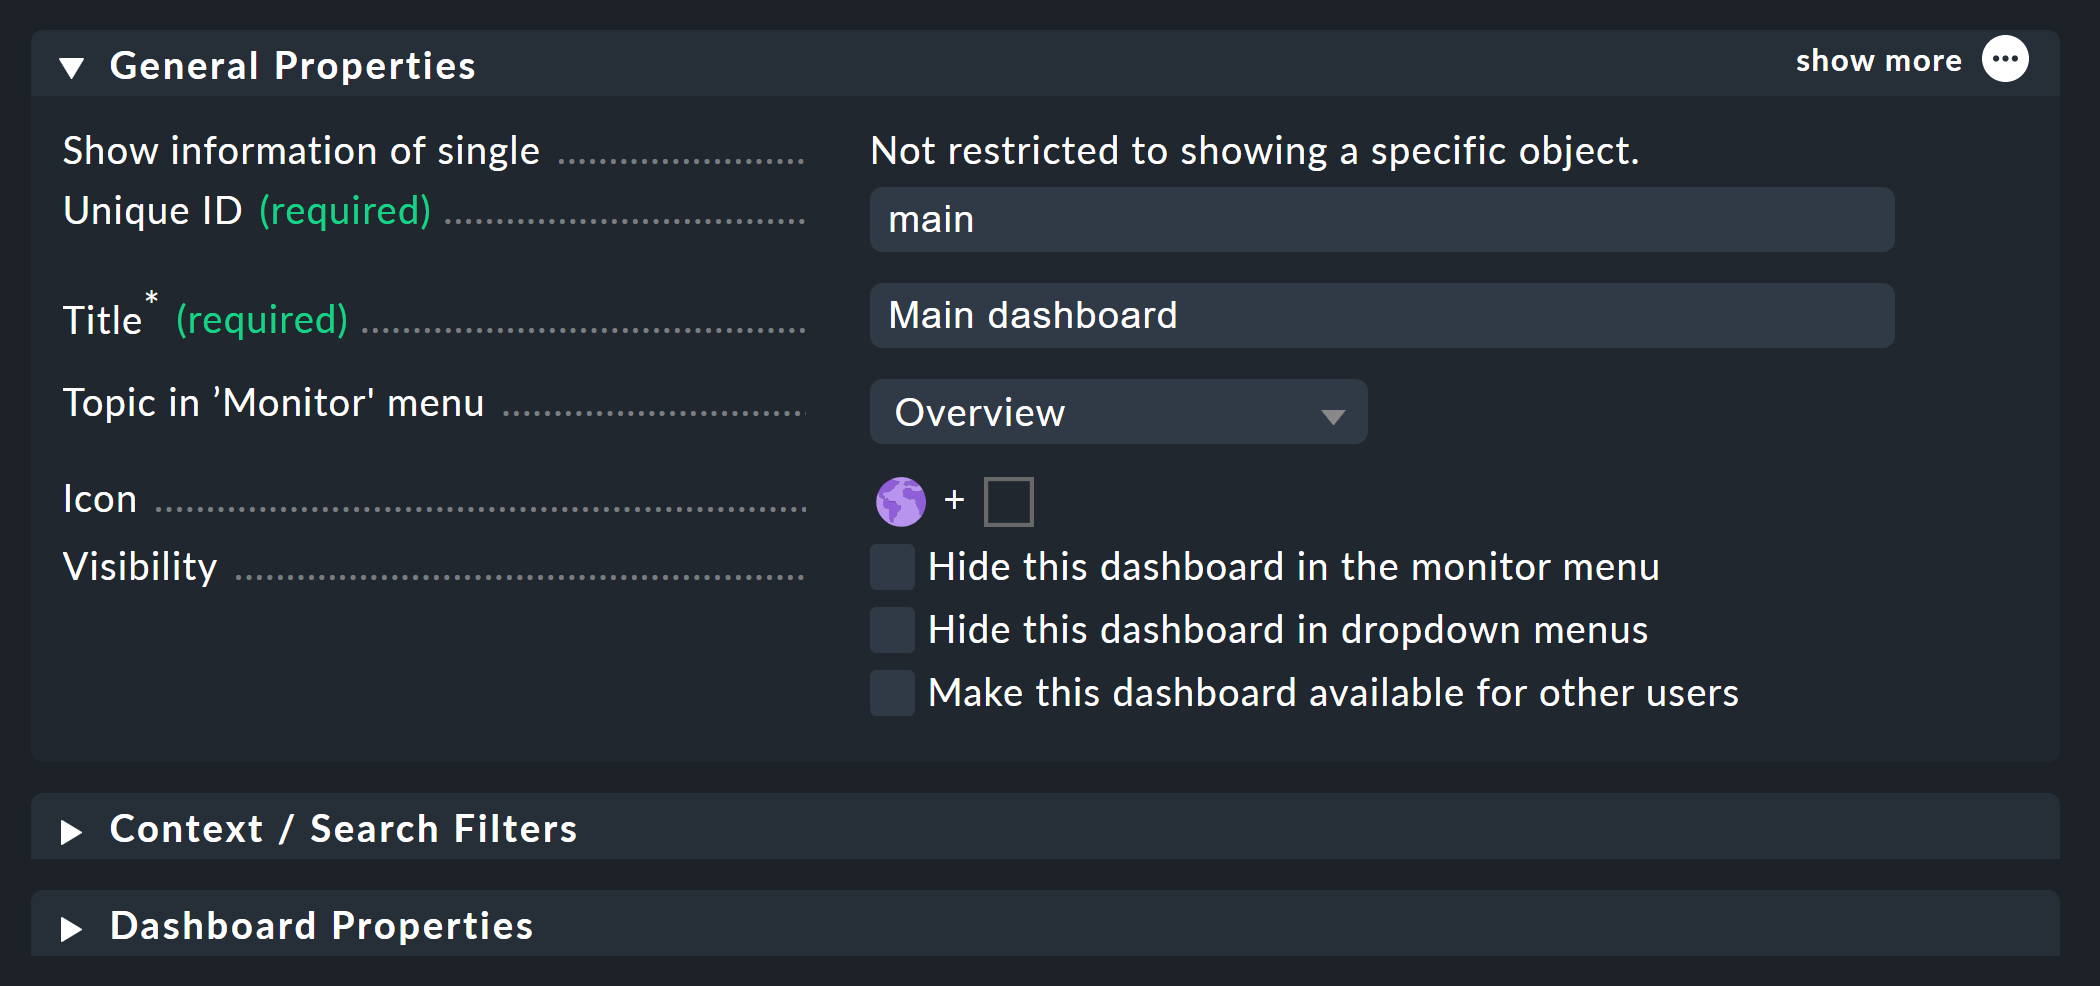 General Properties show more
Show information of single Not restricted to showing a specific object.
Unique ID (required) main
Title* (required) Main dashboard
Topic in ’Monitor' menu Overview
Icon +
Visibility Hide this dashboard in the monitor menu
Hide this dashboard in dropdown menus
Make this dashboard available for other users
Context / Search Filters
Dashboard Properties